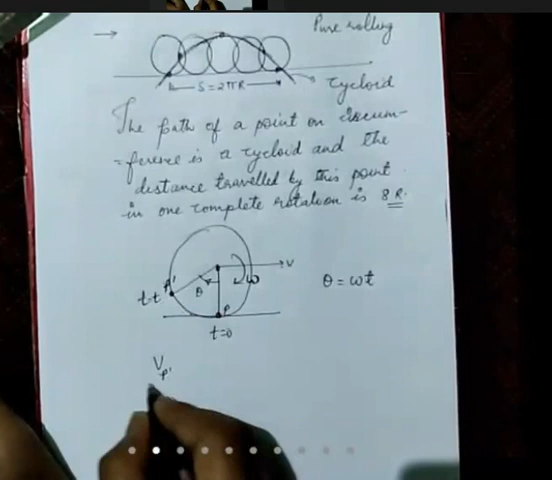 Pure rolling
S=2πR
cycloid
The path of a point on circum-
=ference is a cycloid and the
distance travelled by this point
in one complete rotation is 8R.
v
P' θ ω θ = ωt
t=t
P
t=0
Vp'